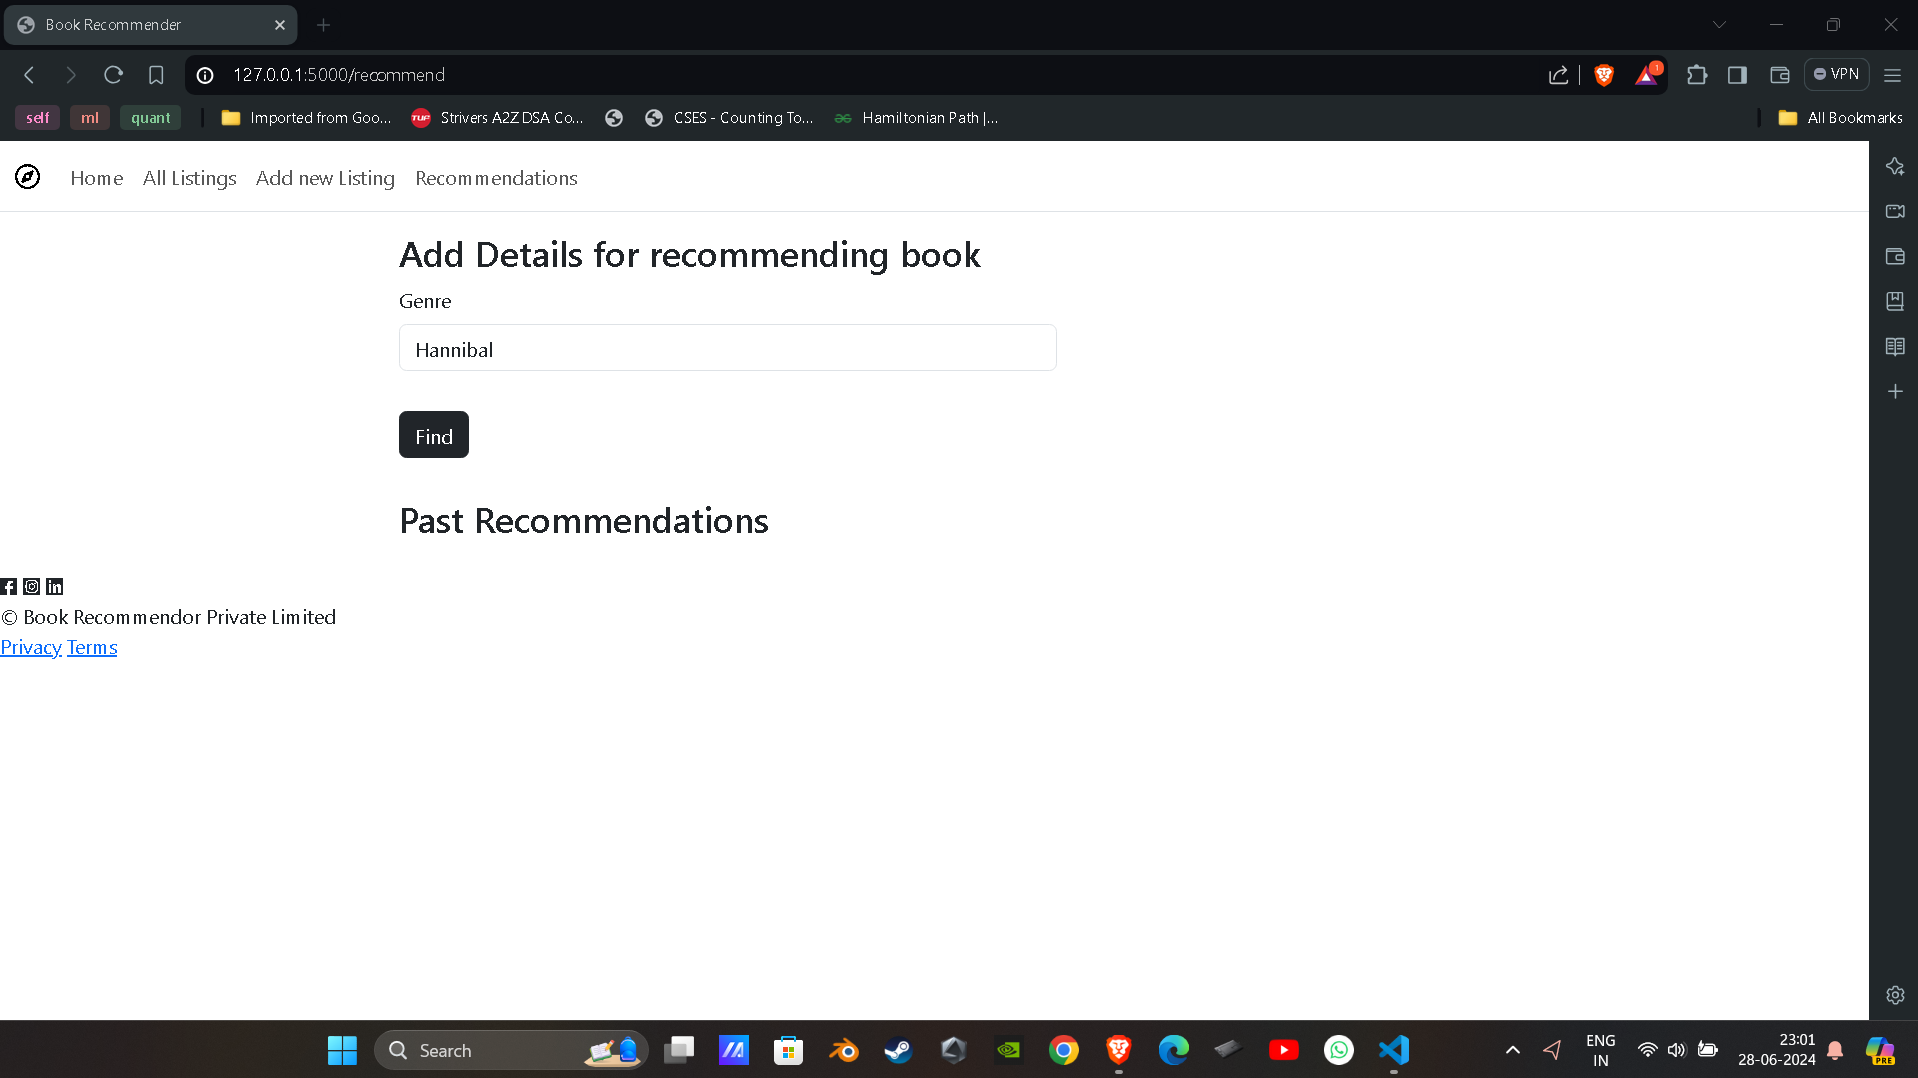 Book Recommender
127.0.0.1:5000/recommend
1
VPN
self ml quant Imported from Goo... TUF Strivers A2Z DSA Co... CSES - Counting To... Hamiltonian Path |... All Bookmarks
Home All Listings Add new Listing Recommendations
Add Details for recommending book
Genre
Hannibal
Find
Past Recommendations
© Book Recommendor Private Limited
Privacy Terms
Search
ENG
IN
23:01
28-06-2024
PRE